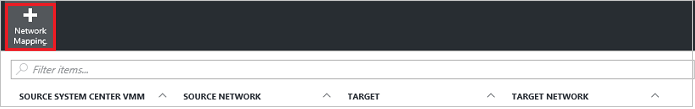 Network
Mapping
Filter items...
SOURCE SYSTEM CENTER VMM SOURCE NETWORK TARGET TARGET NETWORK